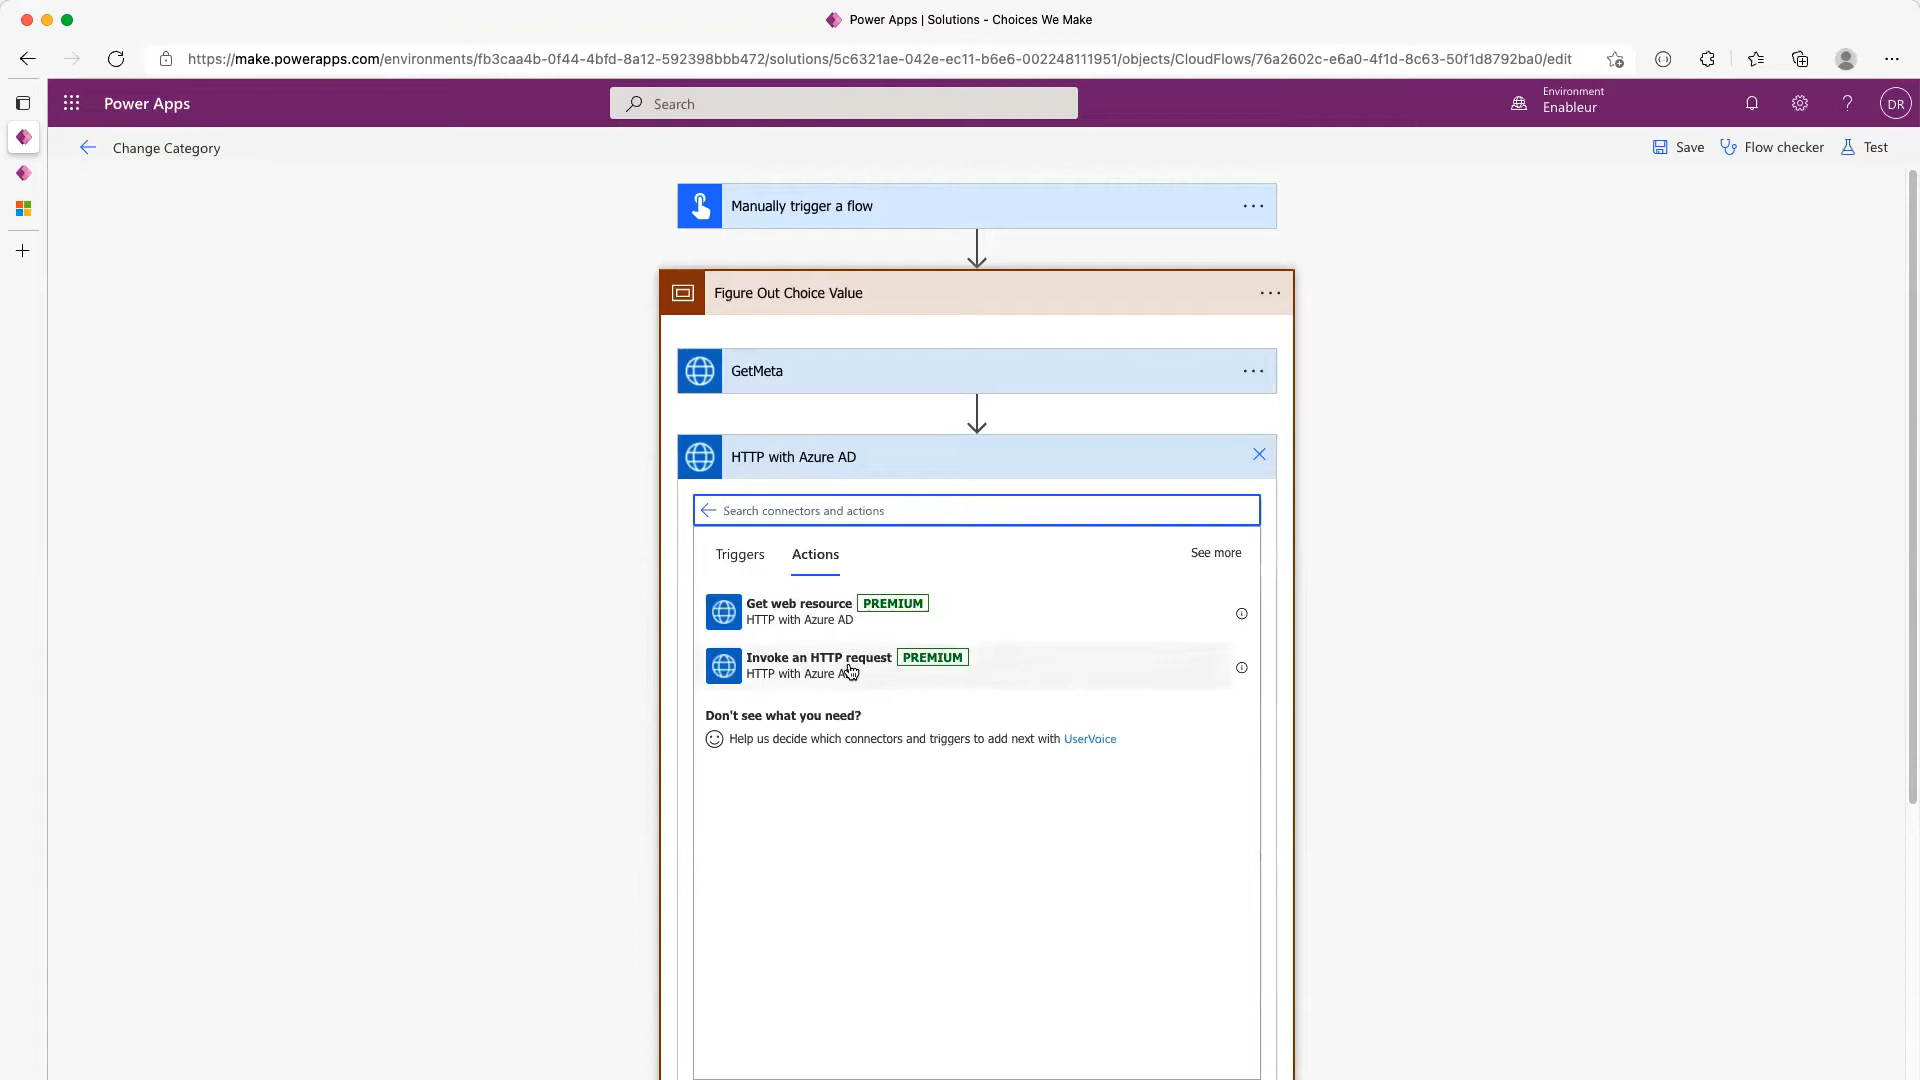 Power Apps | Solutions - Choices We Make
https://make.powerapps.com/environments/fb3caa4b-0f44-4bfd-8a12-592398bbb472/solutions/5c6321ae-042e-ec11-b6e6-002248111951/objects/CloudFlows/76a2602c-e6a0-4f1d-8c63-50f1d8792ba0/edit
Power Apps
Search
Environment
Enableur
DR
Change Category
Save
Flow checker
Test
Manually trigger a flow
Figure Out Choice Value
GetMeta
HTTP with Azure AD
Search connectors and actions
Triggers
Actions
See more
Get web resource PREMIUM
HTTP with Azure AD
Invoke an HTTP request PREMIUM
HTTP with Azure AD
Don't see what you need?
Help us decide which connectors and triggers to add next with UserVoice